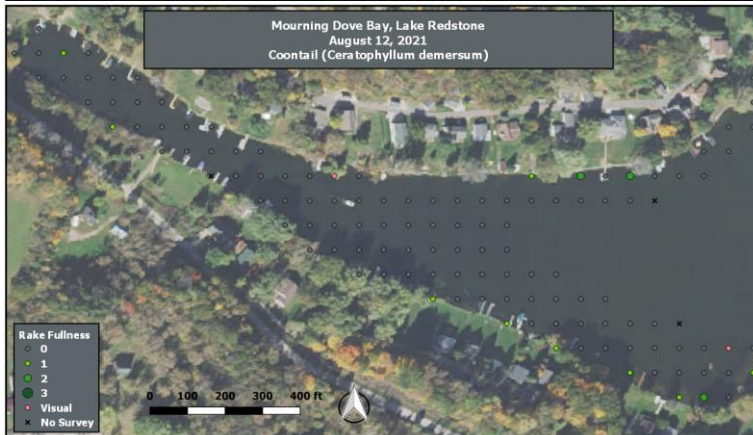 Mourning Dove Bay, Lake Redstone
August 12, 2021
Coontail (Ceratophyllum demersum)
Rake Fullness
0
1
2
3
Visual
No Survey
0 100 200 300 400 ft